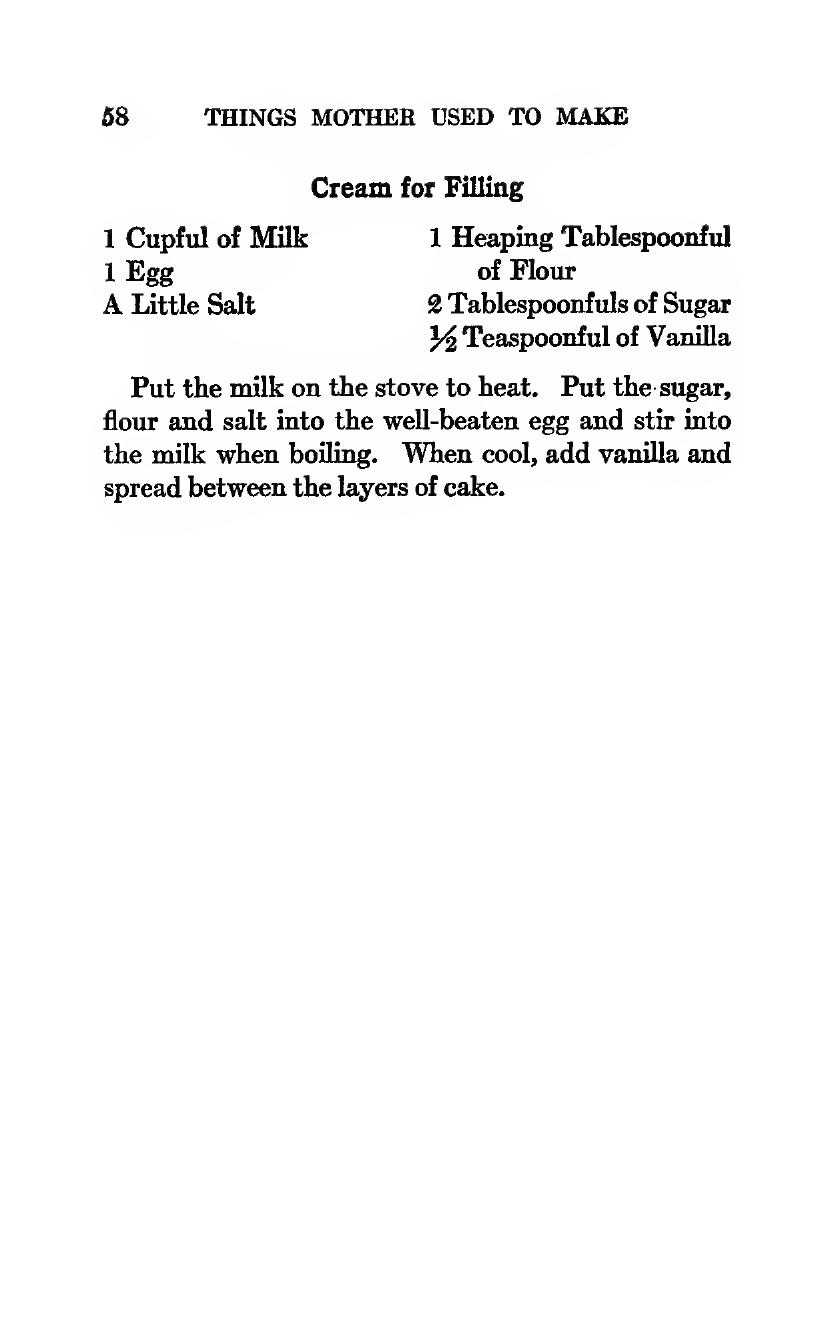 58 THINGS MOTHER USED TO MAKE
Cream for Filling
1 Cupful of Milk
1 Egg
A Little Salt
1 Heaping Tablespoonful
of Flour
2 Tablespoonfuls of Sugar
½ Teaspoonful of Vanilla
Put the milk on the stove to heat. Put the sugar,
flour and salt into the well-beaten egg and stir into
the milk when boiling. When cool, add vanilla and
spread between the layers of cake.